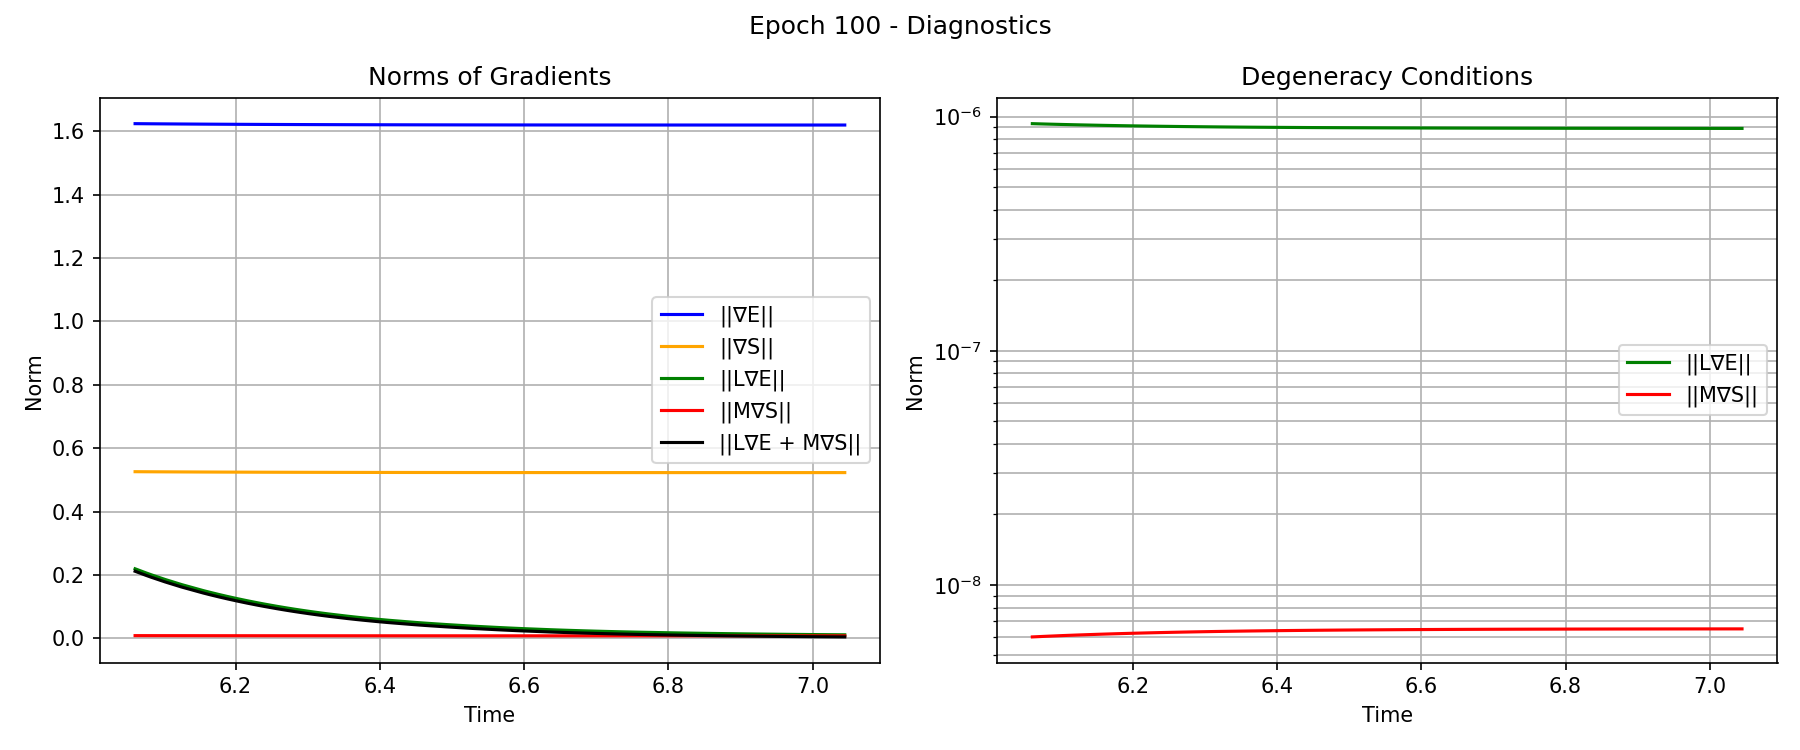 Epoch 100 - Diagnostics
Norms of Gradients
Norm
1.6
1.4
1.2
1.0
0.8
0.6
0.4
0.2
0.0
||∇E||
||∇S||
||L∇E||
||M∇S||
||L∇E + M∇S||
6.2
6.4
6.6
6.8
7.0
Time
Degeneracy Conditions
Norm
10⁻⁶
10⁻⁷
10⁻⁸
||L∇E||
||M∇S||
6.2
6.4
6.6
6.8
7.0
Time